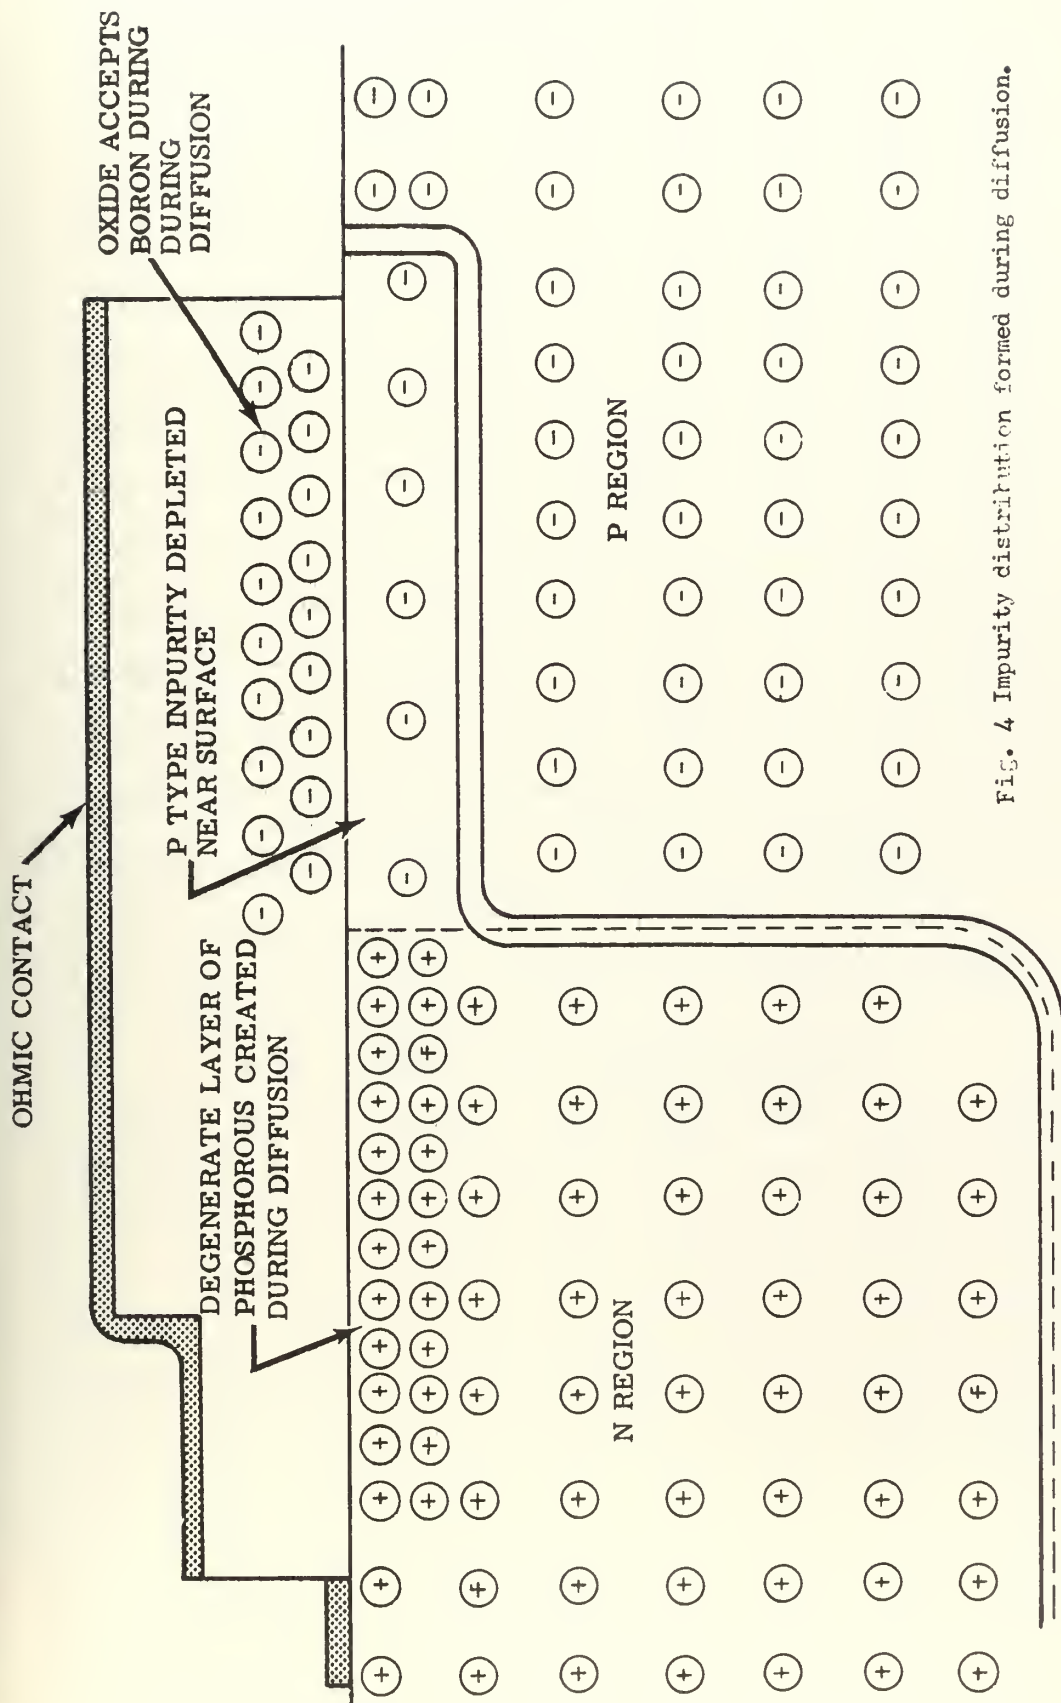 OHMIC CONTACT
OXIDE ACCEPTS
BORON DURING
DURING
DIFFUSION
P TYPE INPURITY DEPLETED
NEAR SURFACE
DEGENERATE LAYER OF
PHOSPHOROUS CREATED
DURING DIFFUSION
N REGION
P REGION
Fig. 4 Impurity distribution formed during diffusion.